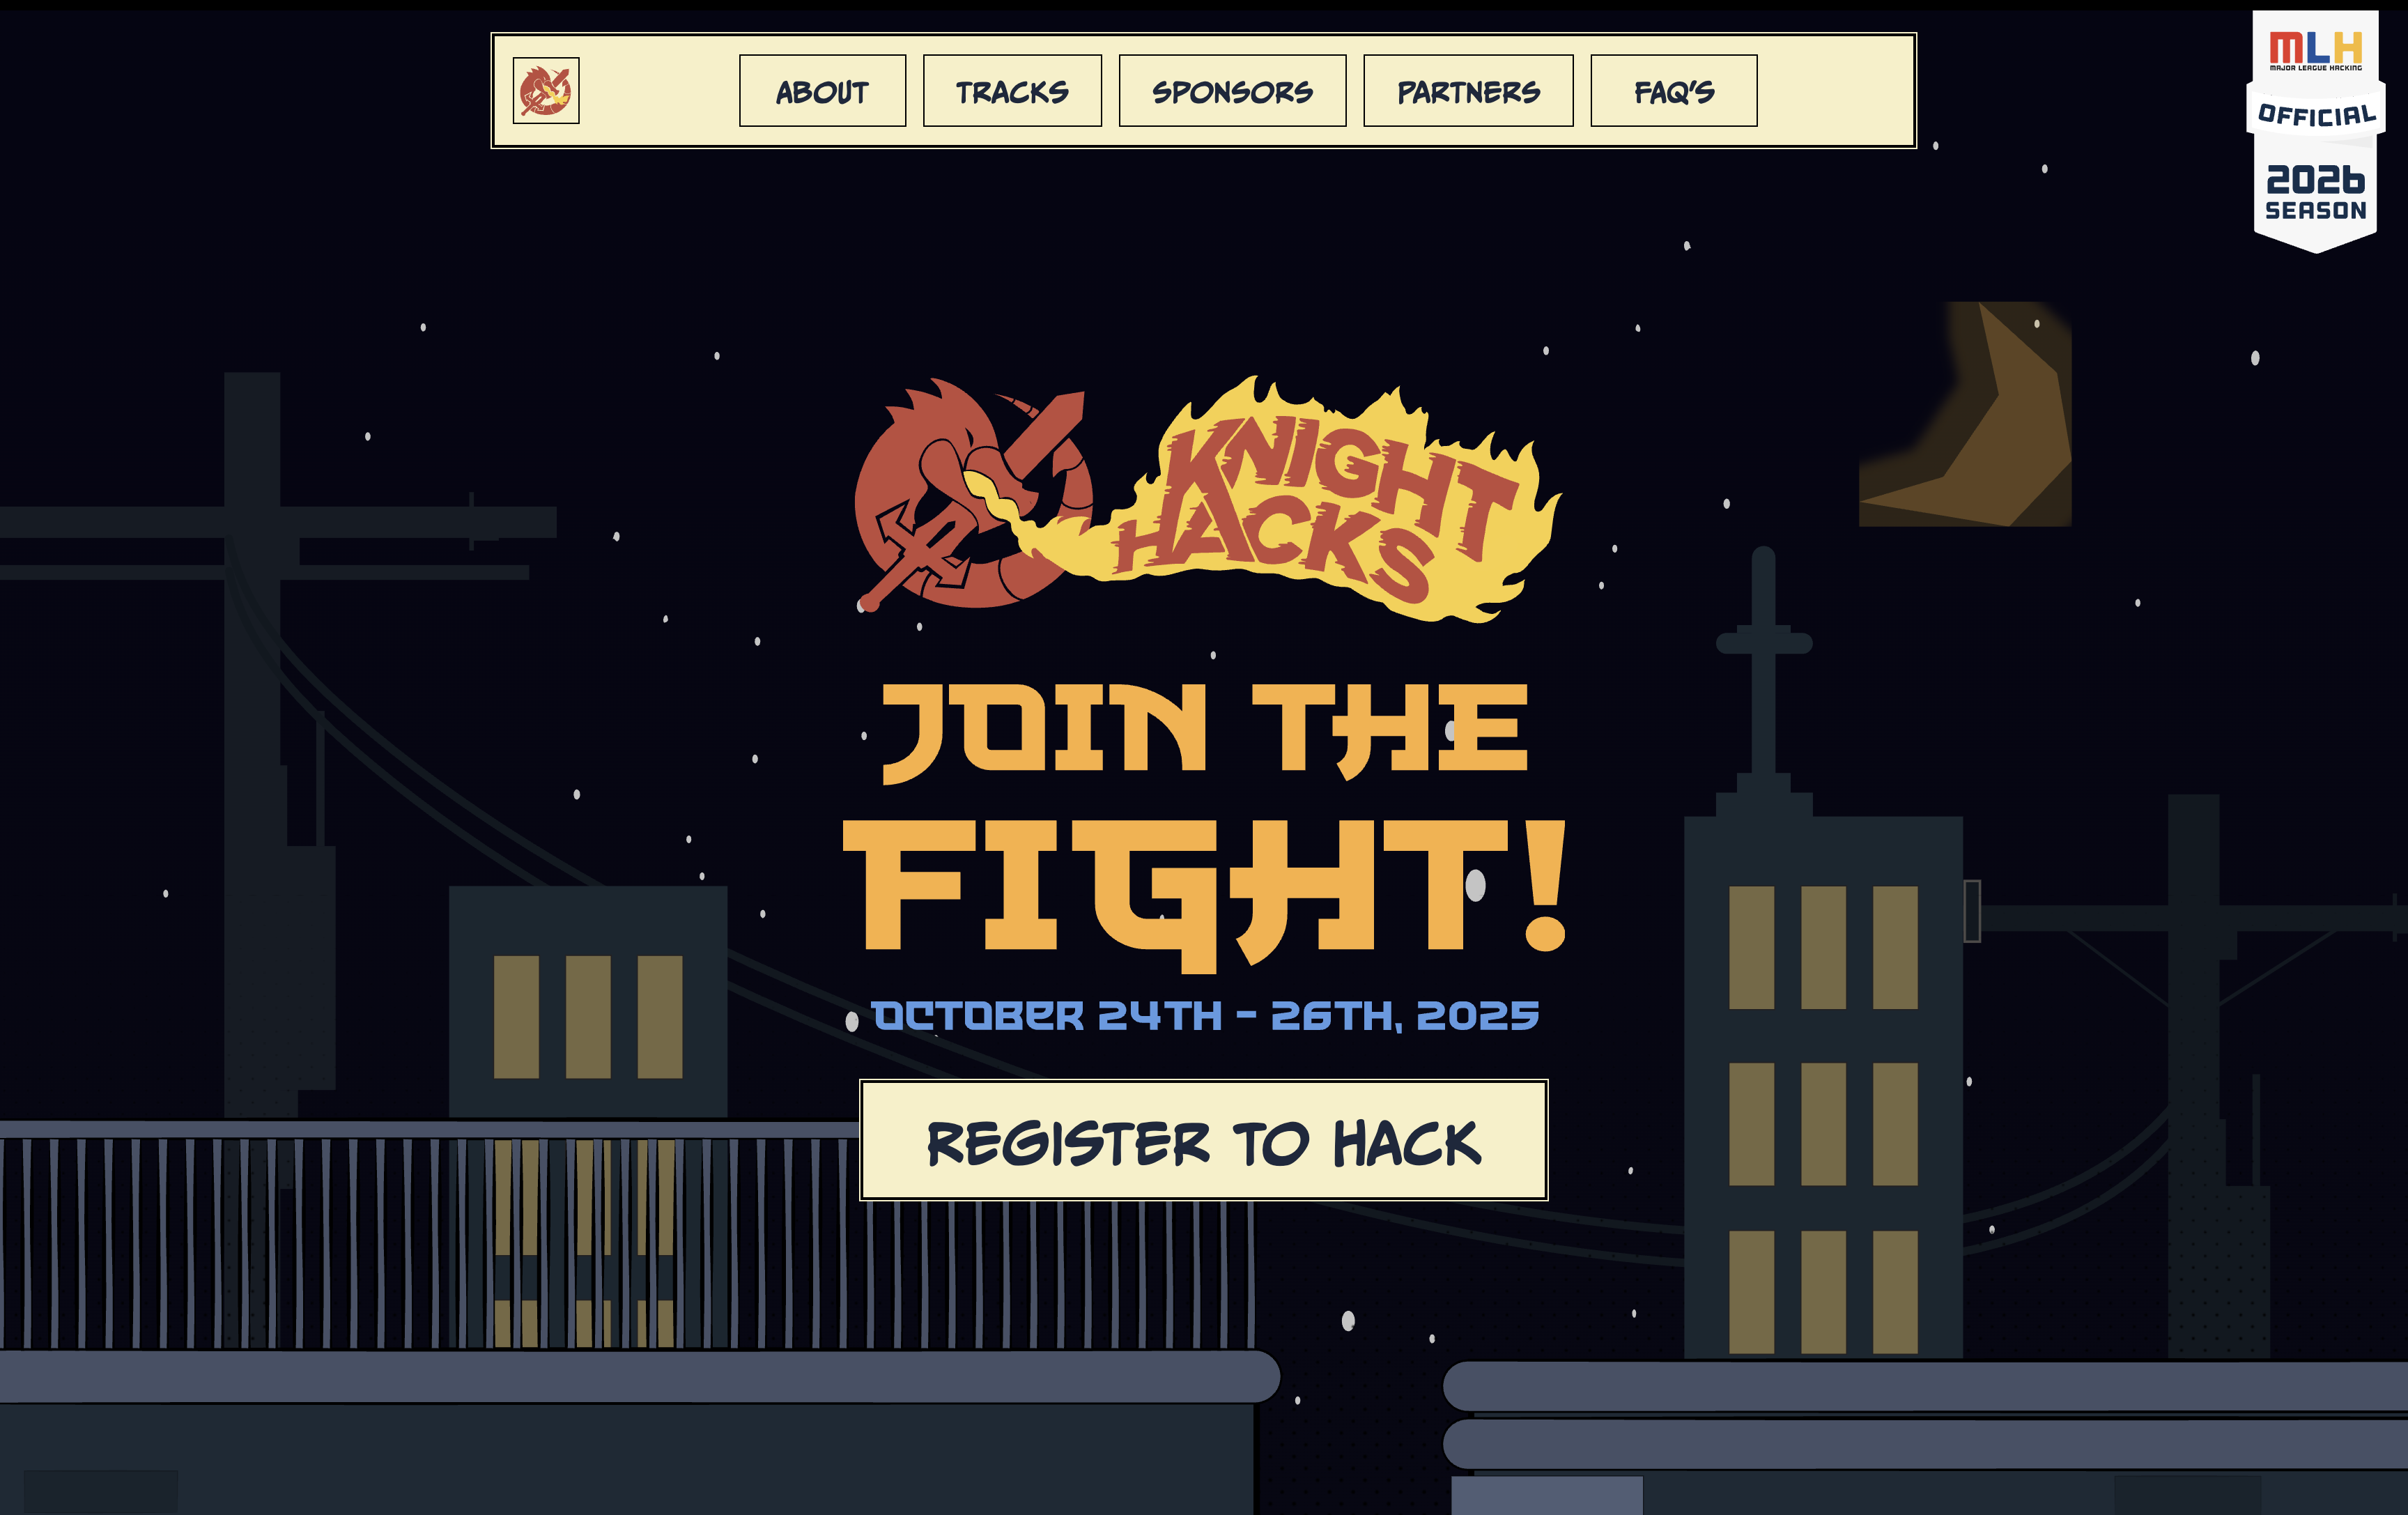 ABOUT
TRACKS
SPONSORS
PARTNERS
FAQ'S
MLH
MAJOR LEAGUE HACKING
OFFICIAL
2026
SEASON
KNIGHT
HACKS
JOIN THE
FIGHT!
OCTOBER 24TH - 26TH, 2025
REGISTER TO HACK